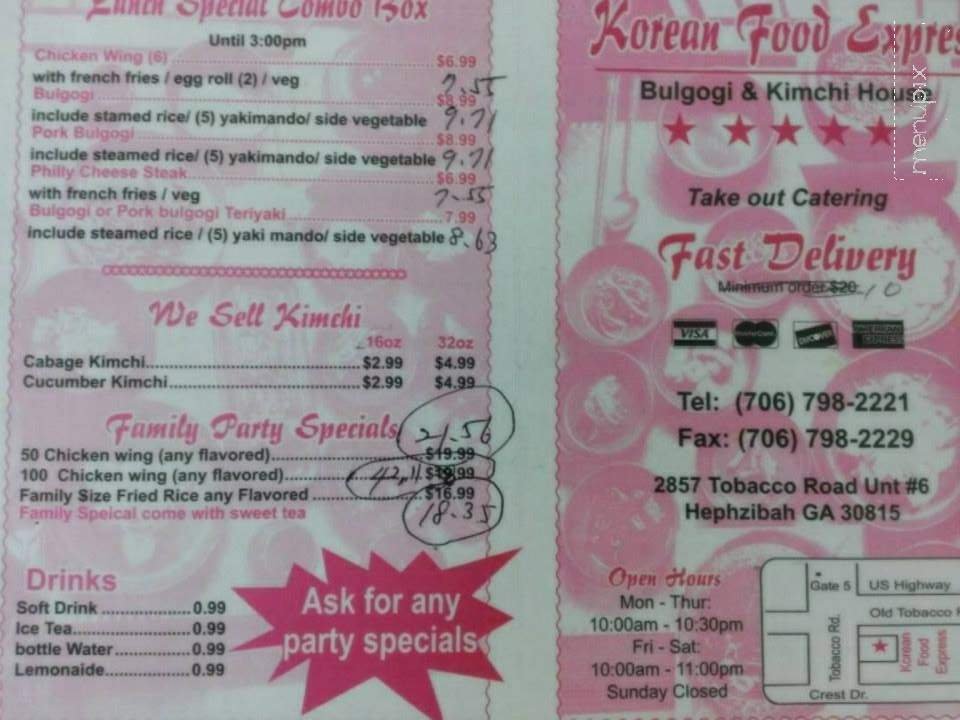 Lunch Special Combo Box
Until 3:00pm
Chicken Wing (6) $6.99
with french fries / egg roll (2) / veg 7.55
Bulgogi $8.99
include stamed rice/ (5) yakimando/ side vegetable 9.71
Pork Bulgogi $8.99
include steamed rice/ (5) yakimando/ side vegetable 9.71
Philly Cheese Steak $6.99
with french fries / veg 7.55
Bulgogi or Pork bulgogi Teriyaki 7.99
include steamed rice / (5) yaki mando/ side vegetable 8.63
We Sell Kimchi
16oz 32oz
Cabage Kimchi $2.99 $4.99
Cucumber Kimchi $2.99 $4.99
Family Party Specials 21.56
50 Chicken wing (any flavored) $19.99
100 Chicken wing (any flavored) 42.11
Family Size Fried Rice any Flavored $16.99
Family Speical come with sweet tea 18.35
Drinks
Soft Drink 0.99
Ice Tea 0.99
bottle Water 0.99
Lemonaide 0.99
Ask for any
party specials
Korean Food Expres
Bulgogi & Kimchi House
Take out Catering
Fast Delivery
Minimum order $20 10
VISA MasterCard DISCOVER AMERICAN EXPRESS
Tel: (706) 798-2221
Fax: (706) 798-2229
2857 Tobacco Road Unt #6
Hephzibah GA 30815
Open Hours
Mon - Thur:
10:00am - 10:30pm
Fri - Sat:
10:00am - 11:00pm
Sunday Closed
Gate 5
US Highway
Old Tobacco
Tobacco Rd.
Korean
Food
Express
Crest Dr.
menupix